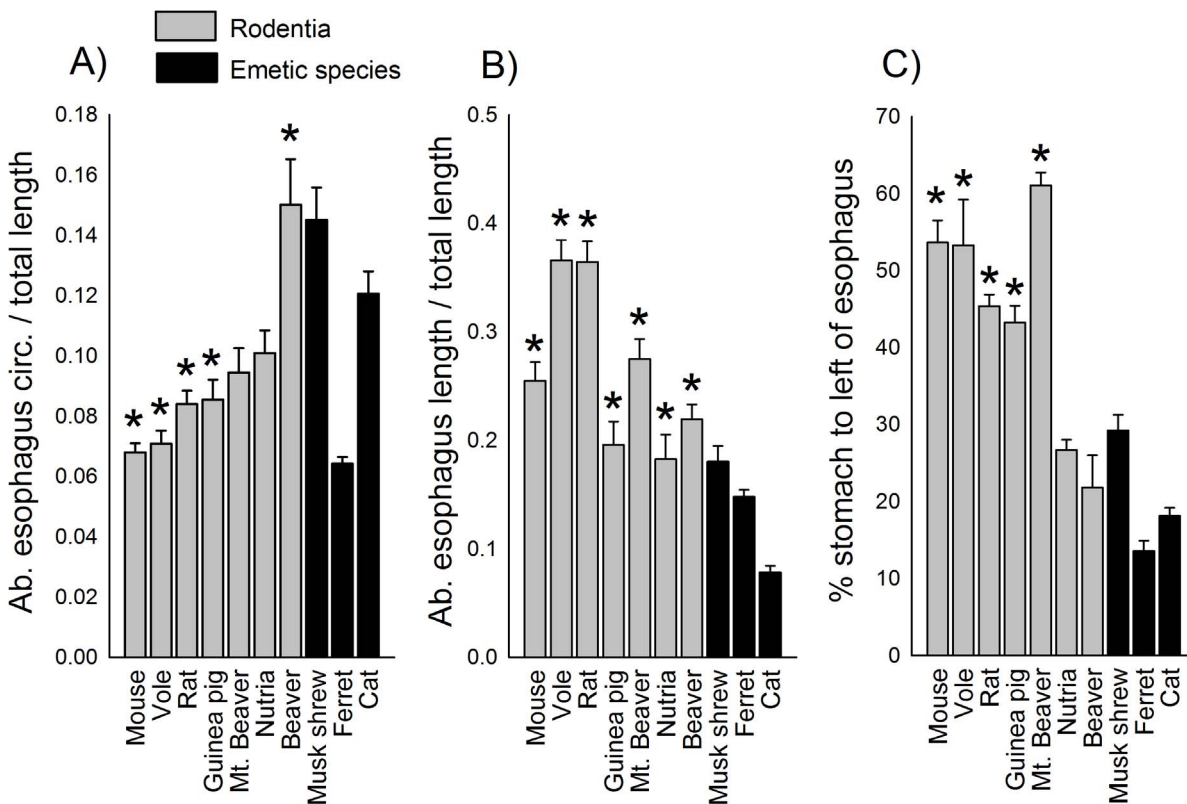 Rodentia
Emetic species
A)
Ab. esophagus circ. / total length
0.18
0.16
0.14
0.12
0.10
0.08
0.06
0.04
0.02
0.00
*
*
*
*
*
Mouse
Vole
Rat
Guinea pig
Mt. Beaver
Nutria
Beaver
Musk shrew
Ferret
Cat
B)
Ab. esophagus length / total length
0.5
0.4
0.3
0.2
0.1
0.0
*
*
*
*
*
*
*
Mouse
Vole
Rat
Guinea pig
Mt. Beaver
Nutria
Beaver
Musk shrew
Ferret
Cat
C)
% stomach to left of esophagus
70
60
50
40
30
20
10
0
*
*
*
*
*
Mouse
Vole
Rat
Guinea pig
Mt. Beaver
Nutria
Beaver
Musk shrew
Ferret
Cat